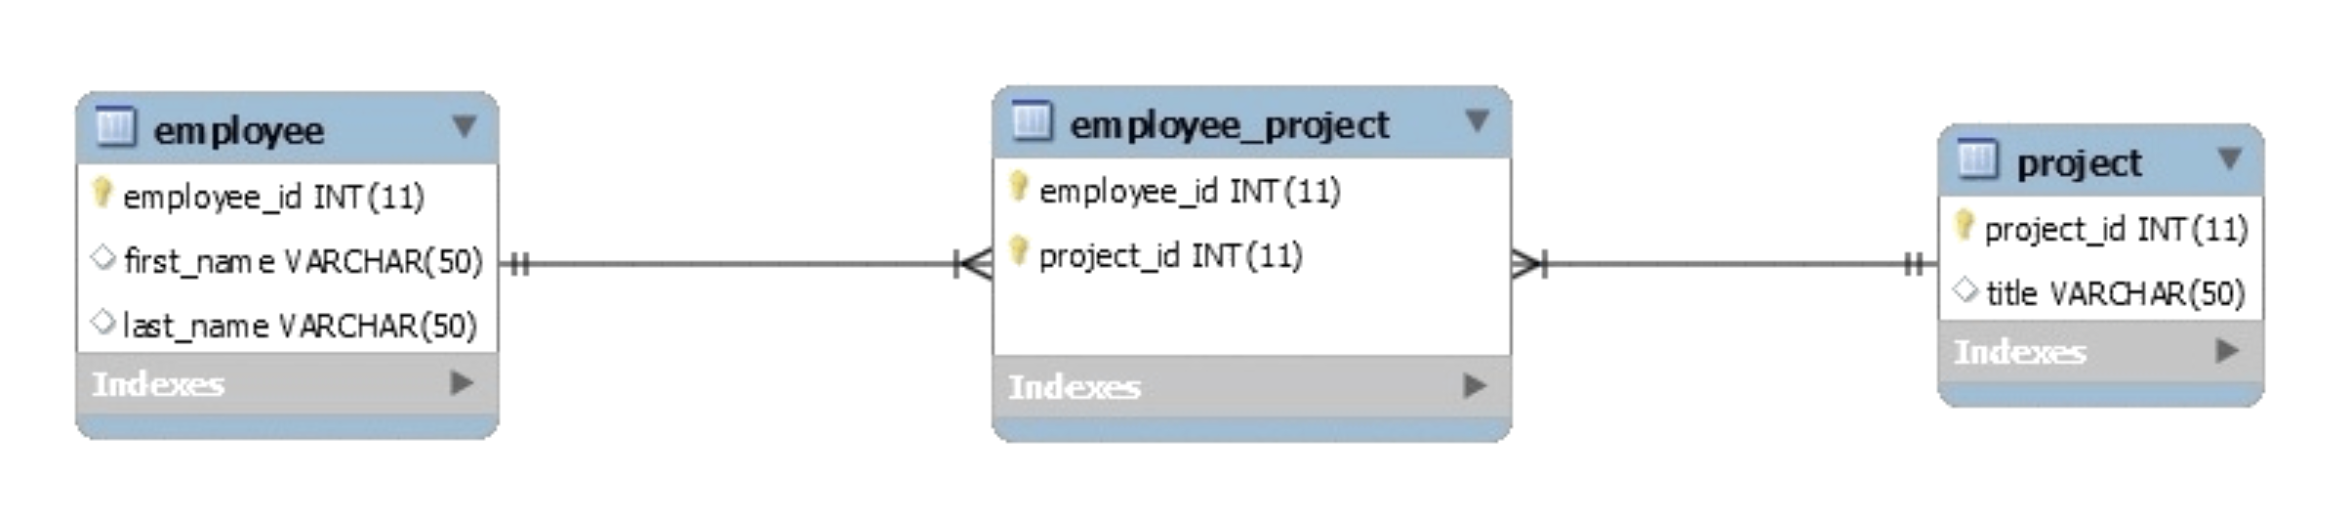 employee
employee_id INT(11)
first_name VARCHAR(50)
last_name VARCHAR(50)
Indexes
employee_project
employee_id INT(11)
project_id INT(11)
Indexes
project
project_id INT(11)
title VARCHAR(50)
Indexes